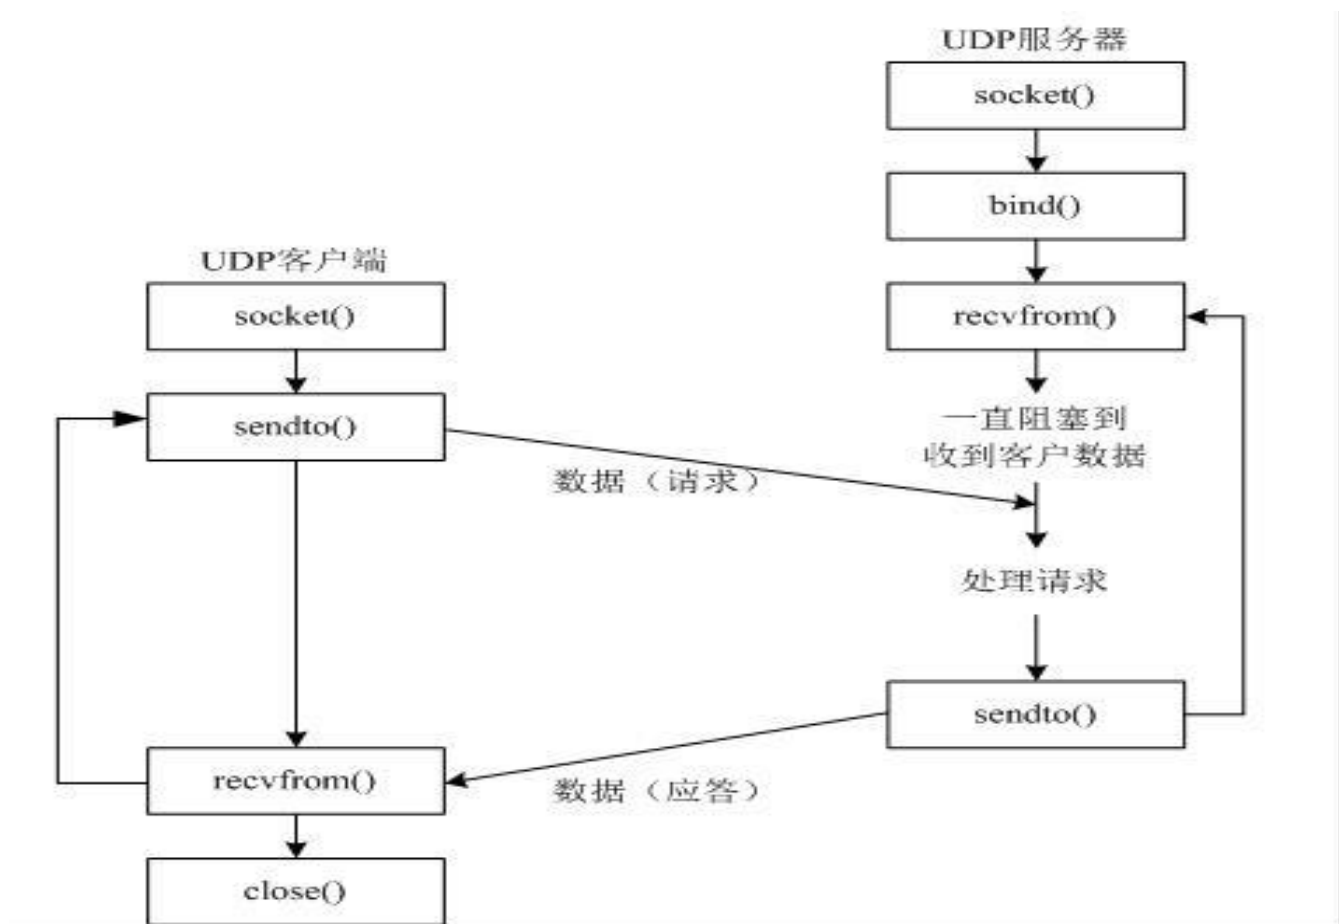 UDP服务器
socket()
bind()
UDP客户端
socket()
recvfrom()
sendto()
一直阻塞到
收到客户数据
数据（请求）
处理请求
sendto()
recvfrom()
数据（应答）
close()